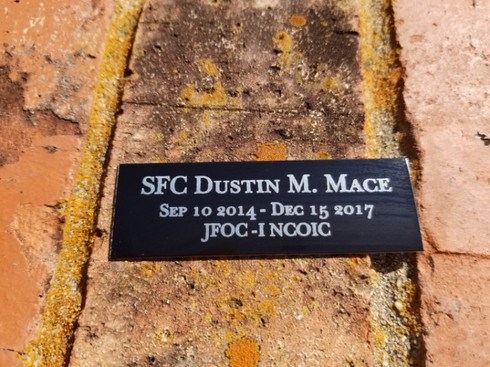 SFC Dustin M. Mace
Sep 10 2014 - Dec 15 2017
JFOC -I NCOIC